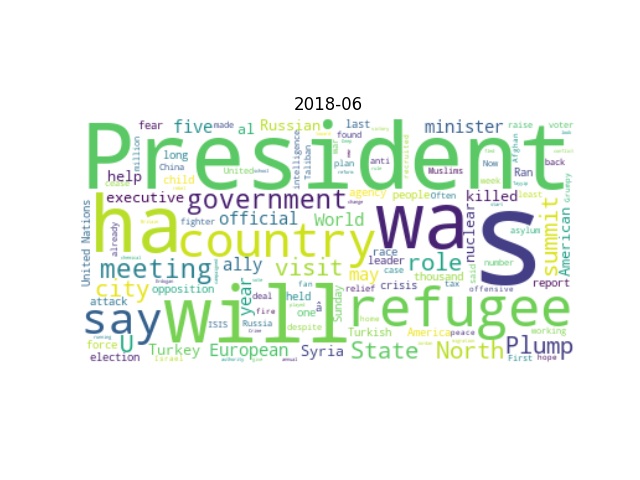 2018-06
President
fear five made al Russian last found minister raise voter
million long China United intelligence Taliban plan anti recruited Muslims Now week Afghan Ran back
help cease
executive government agency people Often killed least Grumpy
United Nations ha country was s summit American
already fighter official World race leader nuclear said asylum
meeting ally visit may case thousand role number report
city opposition year deal held relief crisis tax offensive
attack say will fire one Sunday fan refugee
ISIS Russia despite Turkish America peace working
force U Turkey European Syria State North Plump
election Israeli First hope
authority annual